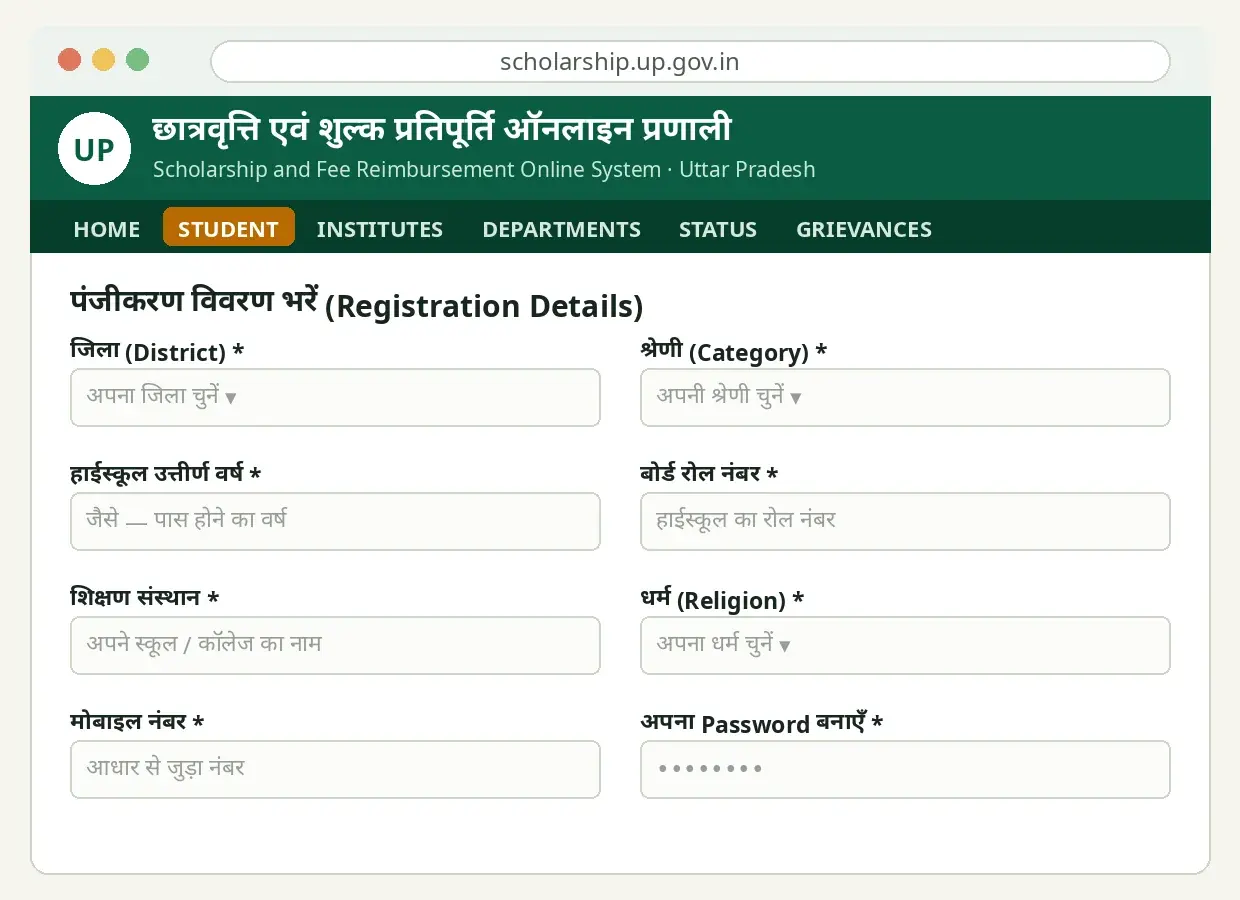 scholarship.up.gov.in
UP
छात्रवृत्ति एवं शुल्क प्रतिपूर्ति ऑनलाइन प्रणाली
Scholarship and Fee Reimbursement Online System · Uttar Pradesh
HOME STUDENT INSTITUTES DEPARTMENTS STATUS GRIEVANCES
पंजीकरण विवरण भरें (Registration Details)
जिला (District) * श्रेणी (Category) *
अपना जिला चुनें ▾ अपनी श्रेणी चुनें ▾
हाईस्कूल उत्तीर्ण वर्ष * बोर्ड रोल नंबर *
जैसे — पास होने का वर्ष हाईस्कूल का रोल नंबर
शिक्षण संस्थान * धर्म (Religion) *
अपने स्कूल / कॉलेज का नाम अपना धर्म चुनें ▾
मोबाइल नंबर * अपना Password बनाएँ *
आधार से जुड़ा नंबर ••••••••